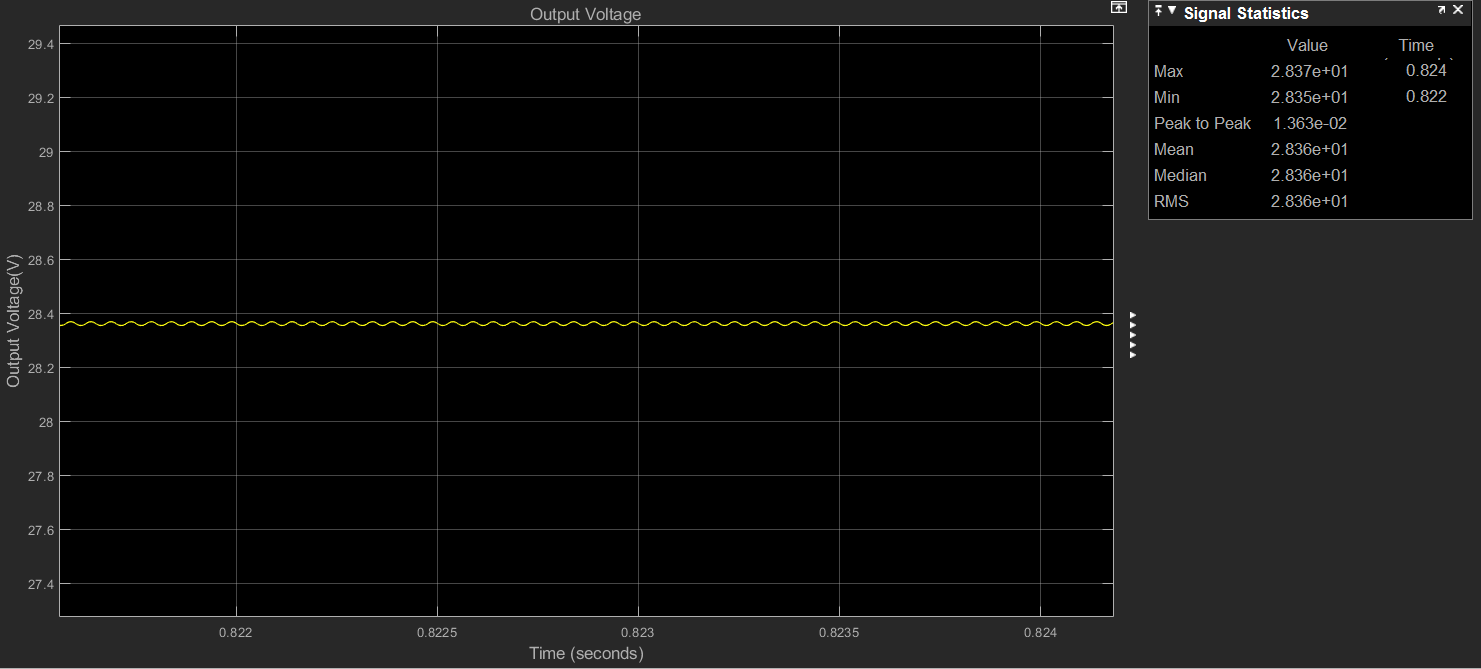 Output Voltage
29.4
29.2
29
28.8
28.6
28.4
28.2
28
27.8
27.6
27.4
Output Voltage(V)
0.822 0.8225 0.823 0.8235 0.824
Time (seconds)
Signal Statistics
Value Time
Max 2.837e+01 0.824
Min 2.835e+01 0.822
Peak to Peak 1.363e-02
Mean 2.836e+01
Median 2.836e+01
RMS 2.836e+01